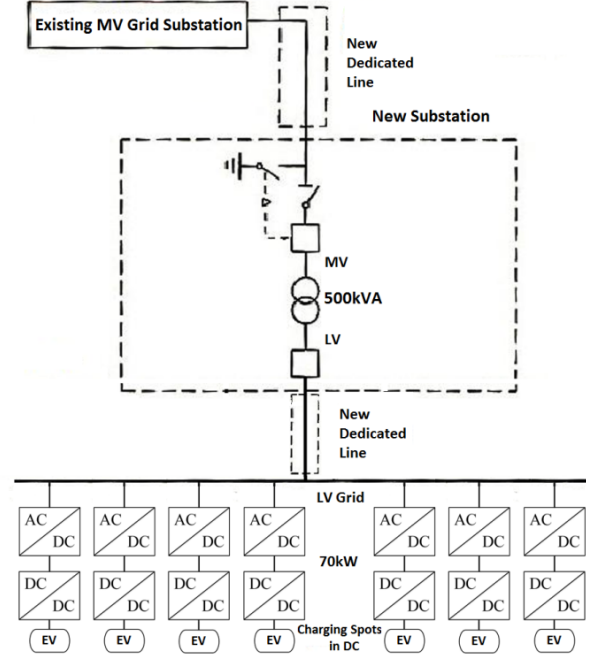 Existing MV Grid Substation
New
Dedicated
Line
New Substation
MV
500kVA
LV
New
Dedicated
Line
LV Grid
AC DC AC DC AC DC AC DC AC DC AC DC AC DC
70kW
DC DC DC DC DC DC DC DC DC DC DC DC DC DC
Charging Spots
in DC
EV EV EV EV EV EV EV